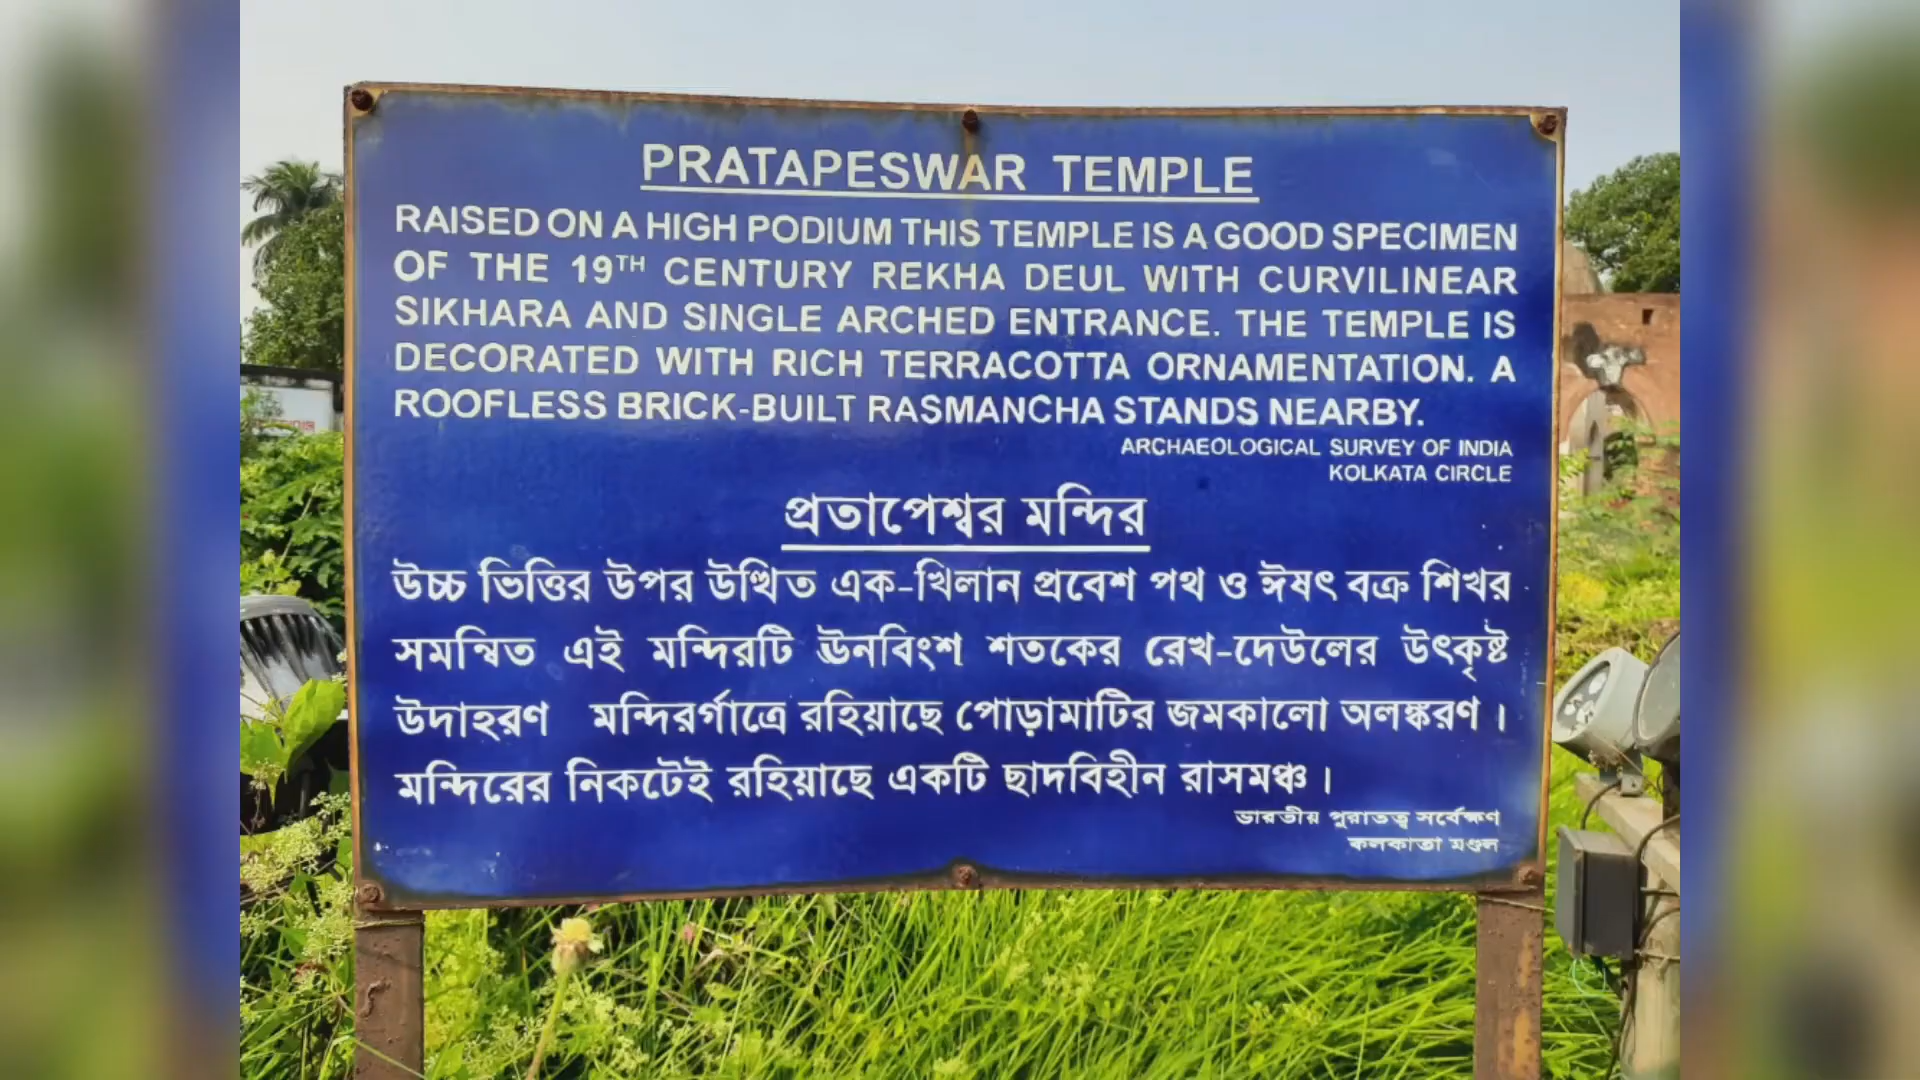 PRATAPESWAR TEMPLE
RAISED ON A HIGH PODIUM THIS TEMPLE IS A GOOD SPECIMEN
OF THE 19TH CENTURY REKHA DEUL WITH CURVILINEAR
SIKHARA AND SINGLE ARCHED ENTRANCE. THE TEMPLE IS
DECORATED WITH RICH TERRACOTTA ORNAMENTATION. A
ROOFLESS BRICK-BUILT RASMANCHA STANDS NEARBY.
ARCHAEOLOGICAL SURVEY OF INDIA
KOLKATA CIRCLE
প্রতাপেশ্বর মন্দির
উচ্চ ভিত্তির উপর উত্থিত এক-খিলান প্রবেশ পথ ও ঈষৎ বক্র শিখর
সমন্বিত এই মন্দিরটি ঊনবিংশ শতকের রেখ-দেউলের উৎকৃষ্ট
উদাহরণ মন্দিরর্গাত্রে রহিয়াছে পোড়ামাটির জমকালো অলঙ্করণ।
মন্দিরের নিকটেই রহিয়াছে একটি ছাদবিহীন রাসমঞ্চ।
ভারতীয় পুরাতত্ত্ব সর্বেক্ষণ
কলকাতা মণ্ডল